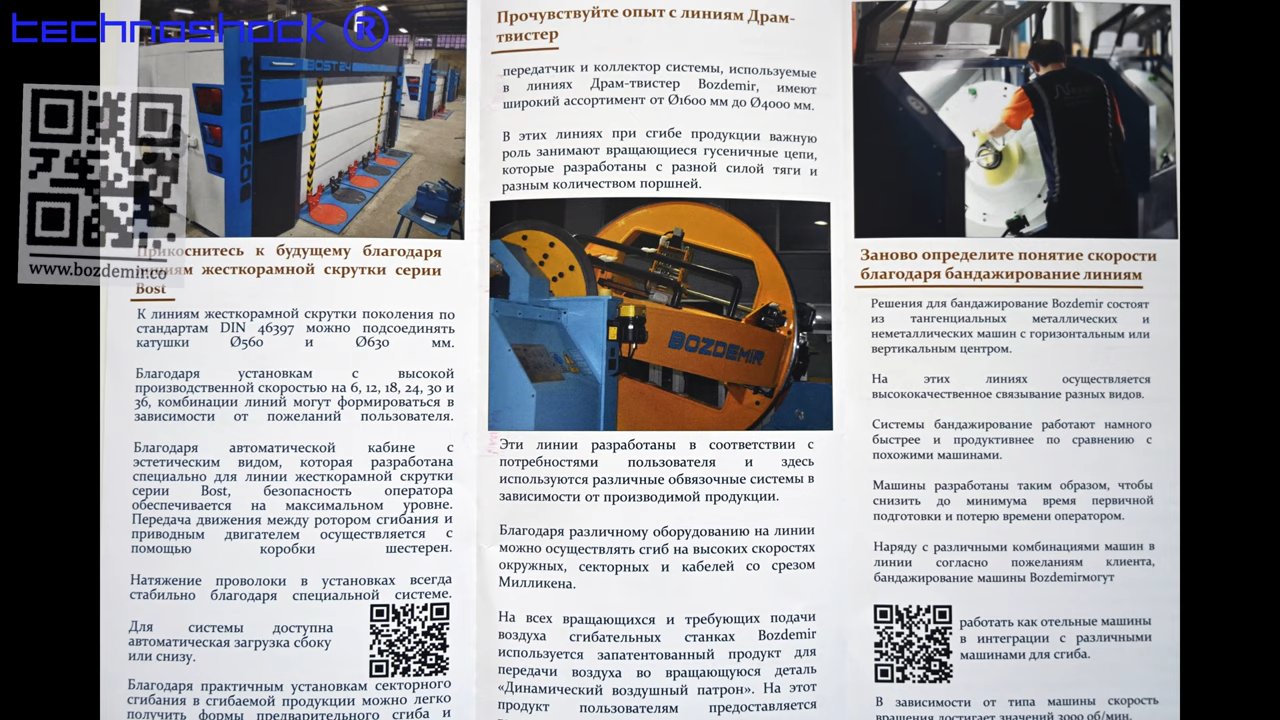 technoshock ®
BOST 24
BOZDEMIR
www.bozdemir.co
Прикоснитесь к будущему благодаря
линиям жесткорамной скрутки серии
Bost
К линиям жесткорамной скрутки поколения по
стандартам DIN 46397 можно подсоединять
катушки Ø560 и Ø630 мм.
Благодаря установкам с высокой
производственной скоростью на 6, 12, 18, 24, 30 и
36, комбинации линий могут формироваться в
зависимости от пожеланий пользователя.
Благодаря автоматической кабине с
эстетическим видом, которая разработана
специально для линии жесткорамной скрутки
серии Bost, безопасность оператора
обеспечивается на максимальном уровне.
Передача движения между ротором сгибания и
приводным двигателем осуществляется с
помощью коробки шестерен.
Натяжение проволоки в установках всегда
стабильно благодаря специальной системе.
Для системы доступна
автоматическая загрузка сбоку
или снизу.
Благодаря практичным установкам секторного
сгибания в сгибаемой продукции можно легко
получить формы предварительного сгиба и
Прочувствуйте опыт с линиям Драм-
твистер
передатчик и коллектор системы, используемые
в линиях Драм-твистер Bozdemir, имеют
широкий ассортимент от Ø1600 мм до Ø4000 мм.
В этих линиях при сгибе продукции важную
роль занимают вращающиеся гусеничные цепи,
которые разработаны с разной силой тяги и
разным количеством поршней.
BOZDEMIR
Эти линии разработаны в соответствии с
потребностями пользователя и здесь
используются различные обвязочные системы в
зависимости от производимой продукции.
Благодаря различному оборудованию на линии
можно осуществлять сгиб на высоких скоростях
окружных, секторных и кабелей со срезом
Милликена.
На всех вращающихся и требующих подачи
воздуха сгибательных станках Bozdemir
используется запатентованный продукт для
передачи воздуха во вращающуюся деталь
«Динамический воздушный патрон». На этот
продукт пользователям предоставляется
Заново определите понятие скорости
благодаря бандажирование линиям
Решения для бандажирование Bozdemir состоят
из тангенциальных металлических и
неметаллических машин с горизонтальным или
вертикальным центром.
На этих линиях осуществляется
высококачественное связывание разных видов.
Системы бандажирование работают намного
быстрее и продуктивнее по сравнению с
похожими машинами.
Машины разработаны таким образом, чтобы
снизить до минимума время первичной
подготовки и потерю времени оператором.
Наряду с различными комбинациями машин в
линии согласно пожеланиям клиента,
бандажирование машины Bozdemirмогут
работать как отельные машины
в интеграции с различными
машинами для сгиба.
В зависимости от типа машины скорость
вращения достигает значений 3000 об/мин.